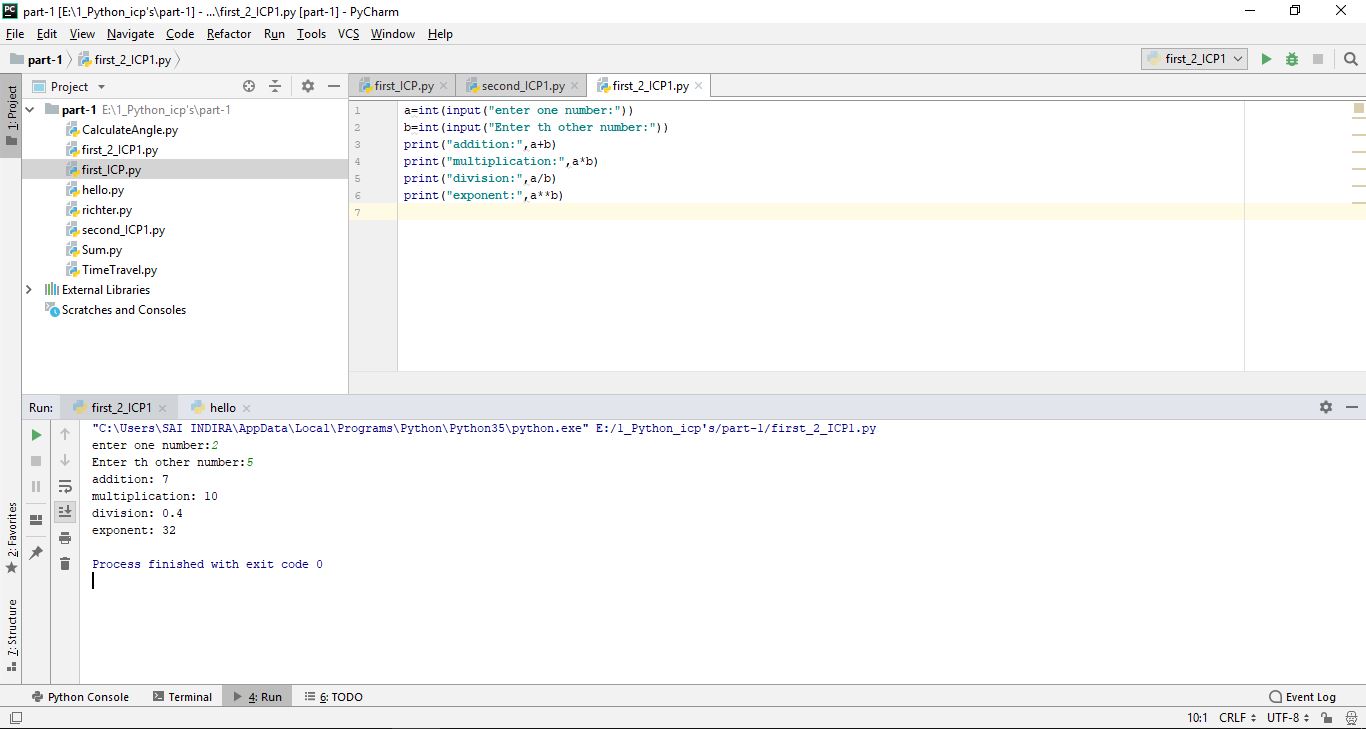 PC part-1 [E:\1_Python_icp's\part-1] - ...\first_2_ICP1.py [part-1] - PyCharm
File Edit View Navigate Code Refactor Run Tools VCS Window Help
part-1 first_2_ICP1.py first_2_ICP1
1: Project
Project
part-1 E:\1_Python_icp's\part-1
CalculateAngle.py
first_2_ICP1.py
first_ICP.py
hello.py
richter.py
second_ICP1.py
Sum.py
TimeTravel.py
External Libraries
Scratches and Consoles
first_ICP.py second_ICP1.py first_2_ICP1.py
1 a=int(input("enter one number:"))
2 b=int(input("Enter th other number:"))
3 print("addition:",a+b)
4 print("multiplication:",a*b)
5 print("division:",a/b)
6 print("exponent:",a**b)
7
Run: first_2_ICP1 hello
"C:\Users\SAI INDIRA\AppData\Local\Programs\Python\Python35\python.exe" E:/1_Python_icp's/part-1/first_2_ICP1.py
enter one number:2
Enter th other number:5
addition: 7
multiplication: 10
division: 0.4
exponent: 32
Process finished with exit code 0
2: Favorites
7: Structure
Python Console Terminal 4: Run 6: TODO Event Log
10:1 CRLF UTF-8